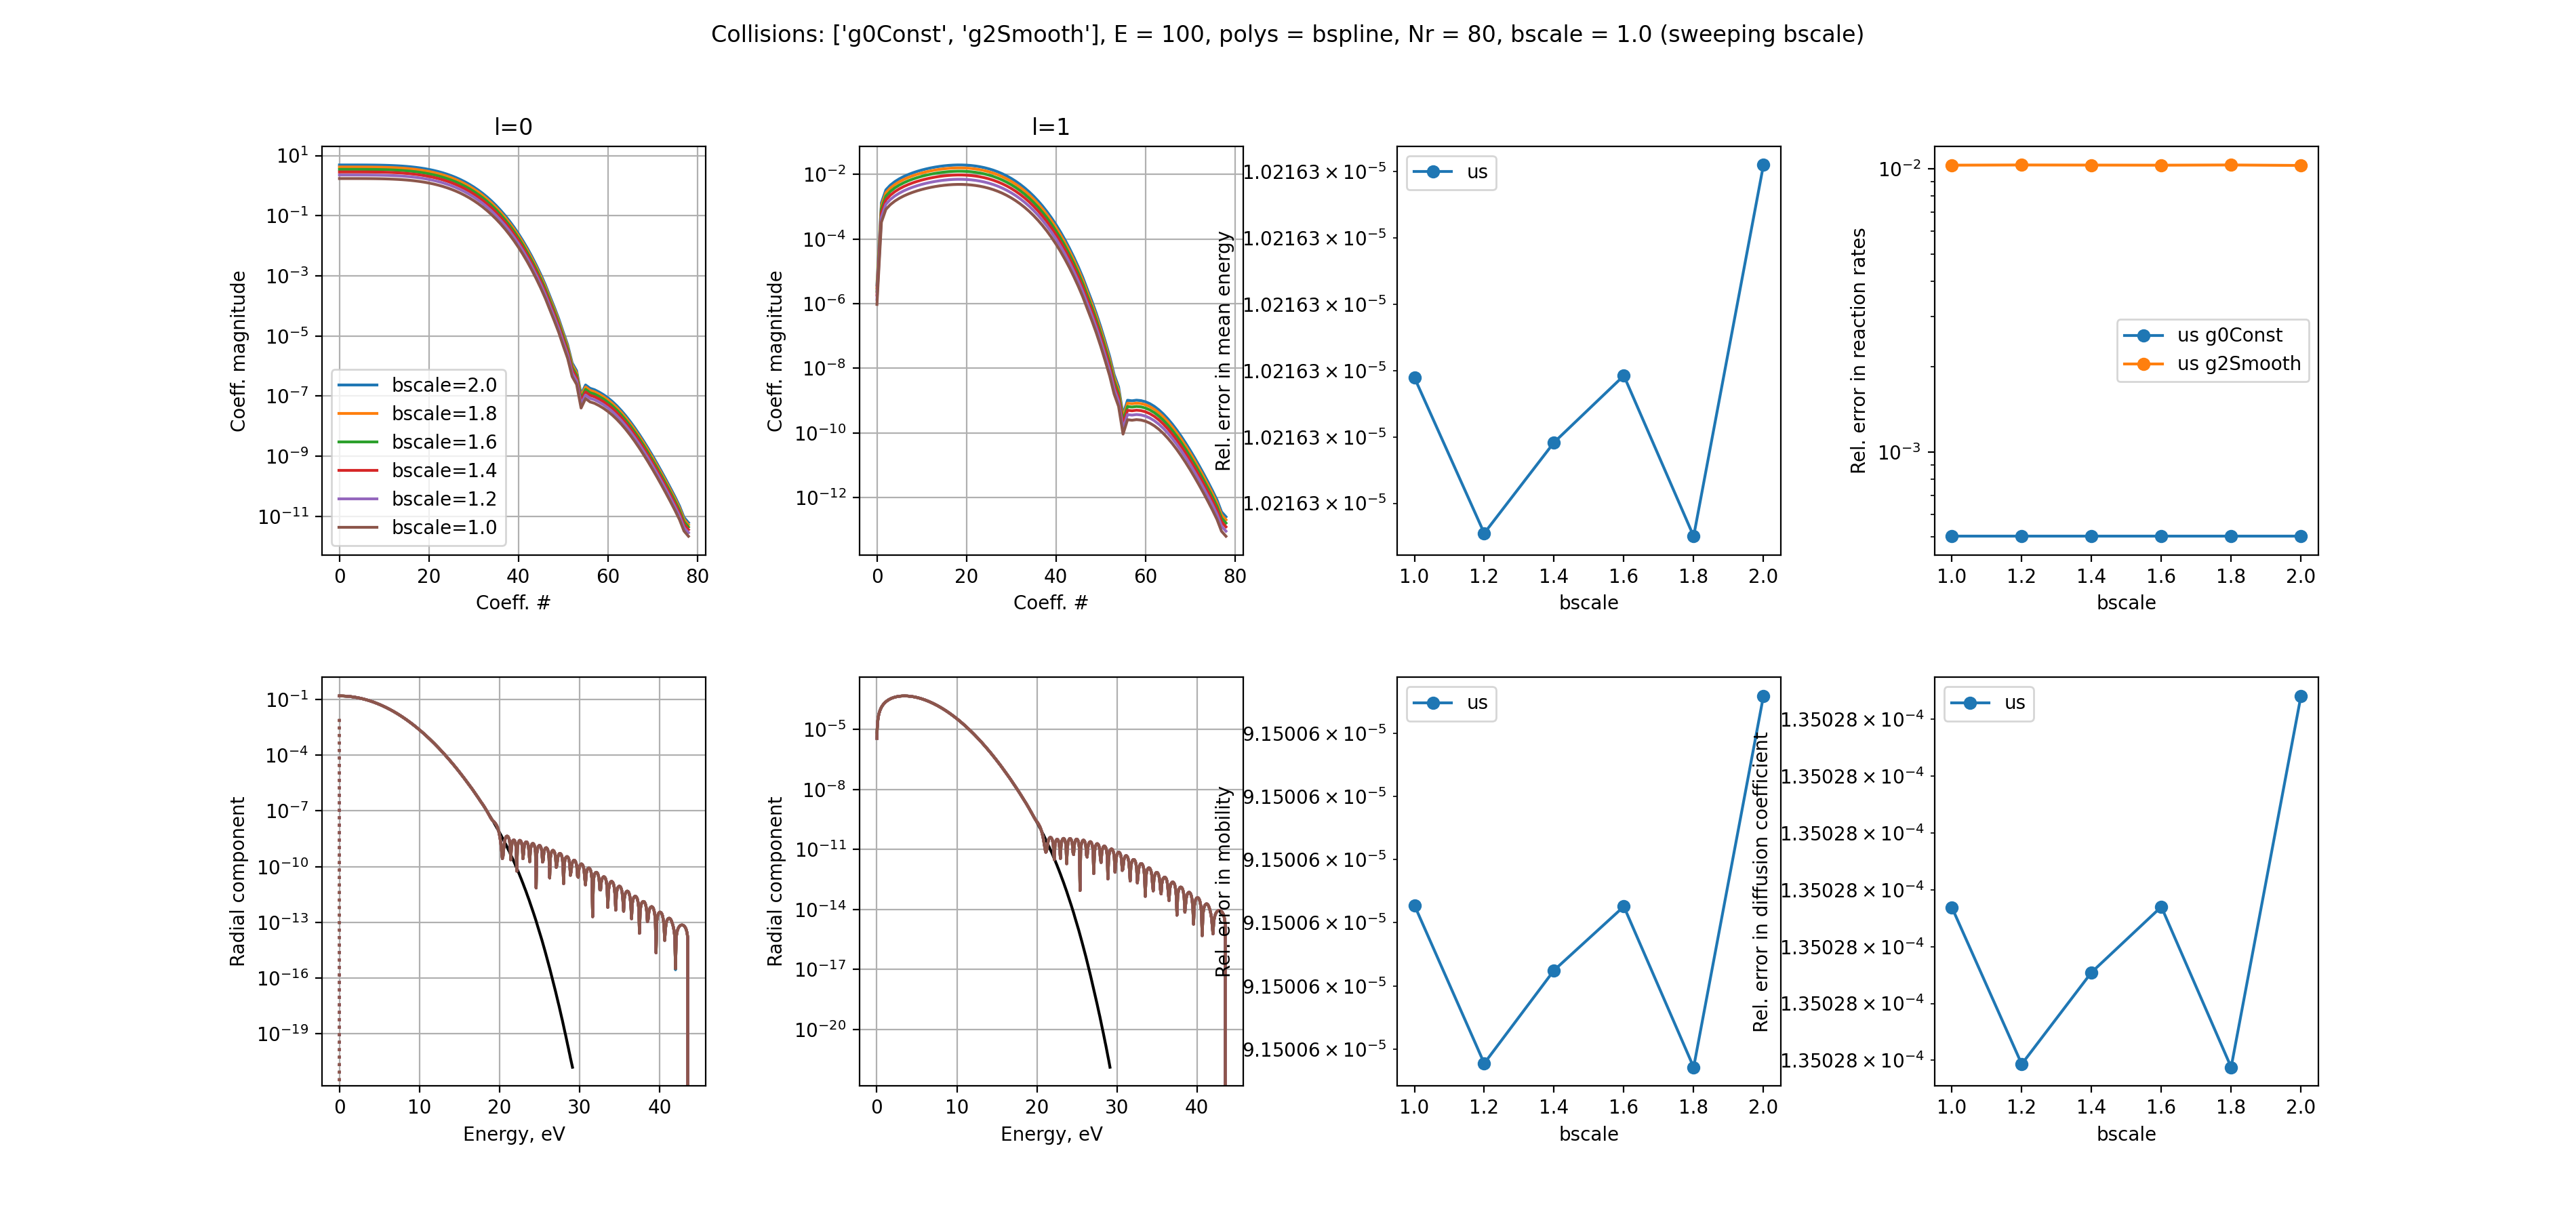 Collisions: ['g0Const', 'g2Smooth'], E = 100, polys = bspline, Nr = 80, bscale = 1.0 (sweeping bscale)
l=0
Coeff. magnitude
10^1
10^-1
10^-3
10^-5
10^-7
10^-9
10^-11
bscale=2.0
bscale=1.8
bscale=1.6
bscale=1.4
bscale=1.2
bscale=1.0
0 20 40 60 80
Coeff. #
l=1
Coeff. magnitude
10^-2
10^-4
10^-6
10^-8
10^-10
10^-12
0 20 40 60 80
Coeff. #
Rel. error in mean energy
1.02163 × 10^-5
1.02163 × 10^-5
1.02163 × 10^-5
1.02163 × 10^-5
1.02163 × 10^-5
1.02163 × 10^-5
us
1.0 1.2 1.4 1.6 1.8 2.0
bscale
Rel. error in reaction rates
10^-2
10^-3
us g0Const
us g2Smooth
1.0 1.2 1.4 1.6 1.8 2.0
bscale
Radial component
10^-1
10^-4
10^-7
10^-10
10^-13
10^-16
10^-19
0 10 20 30 40
Energy, eV
Radial component
10^-5
10^-8
10^-11
10^-14
10^-17
10^-20
0 10 20 30 40
Energy, eV
Rel. error in mobility
9.15006 × 10^-5
9.15006 × 10^-5
9.15006 × 10^-5
9.15006 × 10^-5
9.15006 × 10^-5
9.15006 × 10^-5
us
1.0 1.2 1.4 1.6 1.8 2.0
bscale
Rel. error in diffusion coefficient
1.35028 × 10^-4
1.35028 × 10^-4
1.35028 × 10^-4
1.35028 × 10^-4
1.35028 × 10^-4
1.35028 × 10^-4
1.35028 × 10^-4
us
1.0 1.2 1.4 1.6 1.8 2.0
bscale